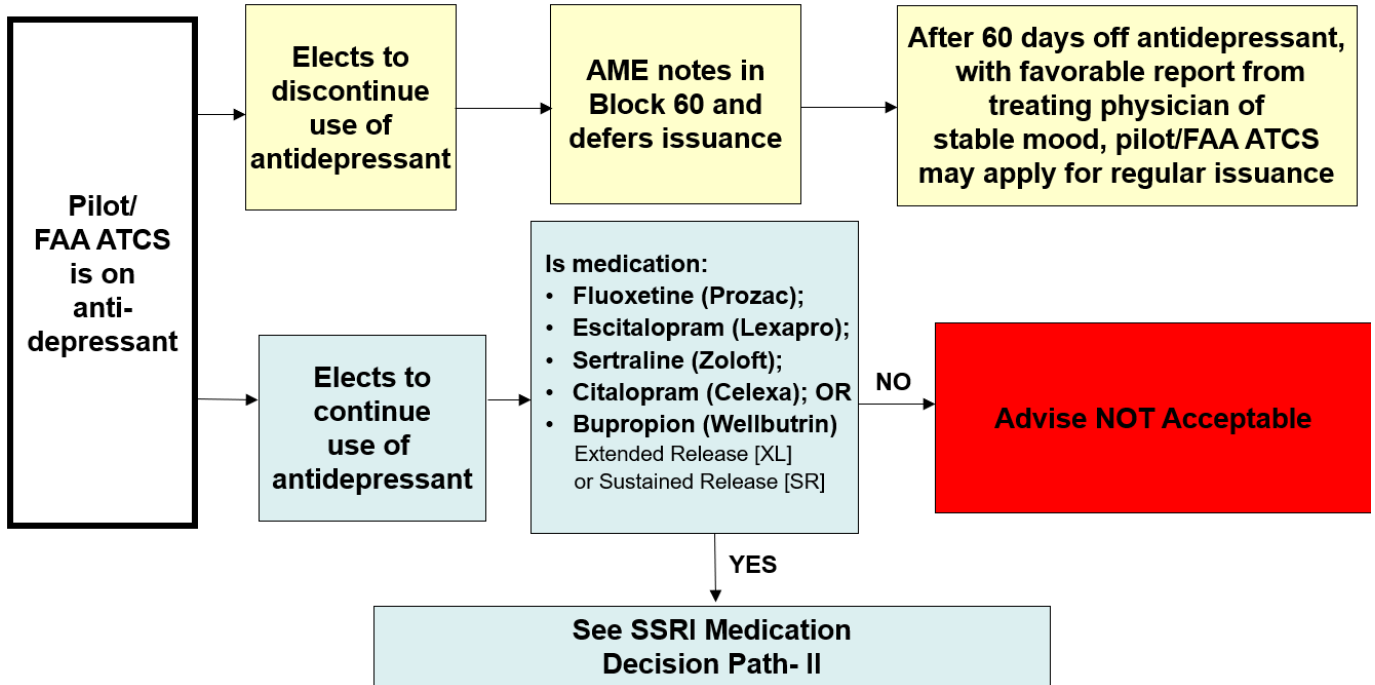 Pilot/
FAA ATCS
is on
anti-
depressant
Elects to
discontinue
use of
antidepressant
AME notes in
Block 60 and
defers issuance
After 60 days off antidepressant,
with favorable report from
treating physician of
stable mood, pilot/FAA ATCS
may apply for regular issuance
Elects to
continue
use of
antidepressant
Is medication:
• Fluoxetine (Prozac);
• Escitalopram (Lexapro);
• Sertraline (Zoloft);
• Citalopram (Celexa); OR
• Bupropion (Wellbutrin)
Extended Release [XL]
or Sustained Release [SR]
NO
Advise NOT Acceptable
YES
See SSRI Medication
Decision Path- II